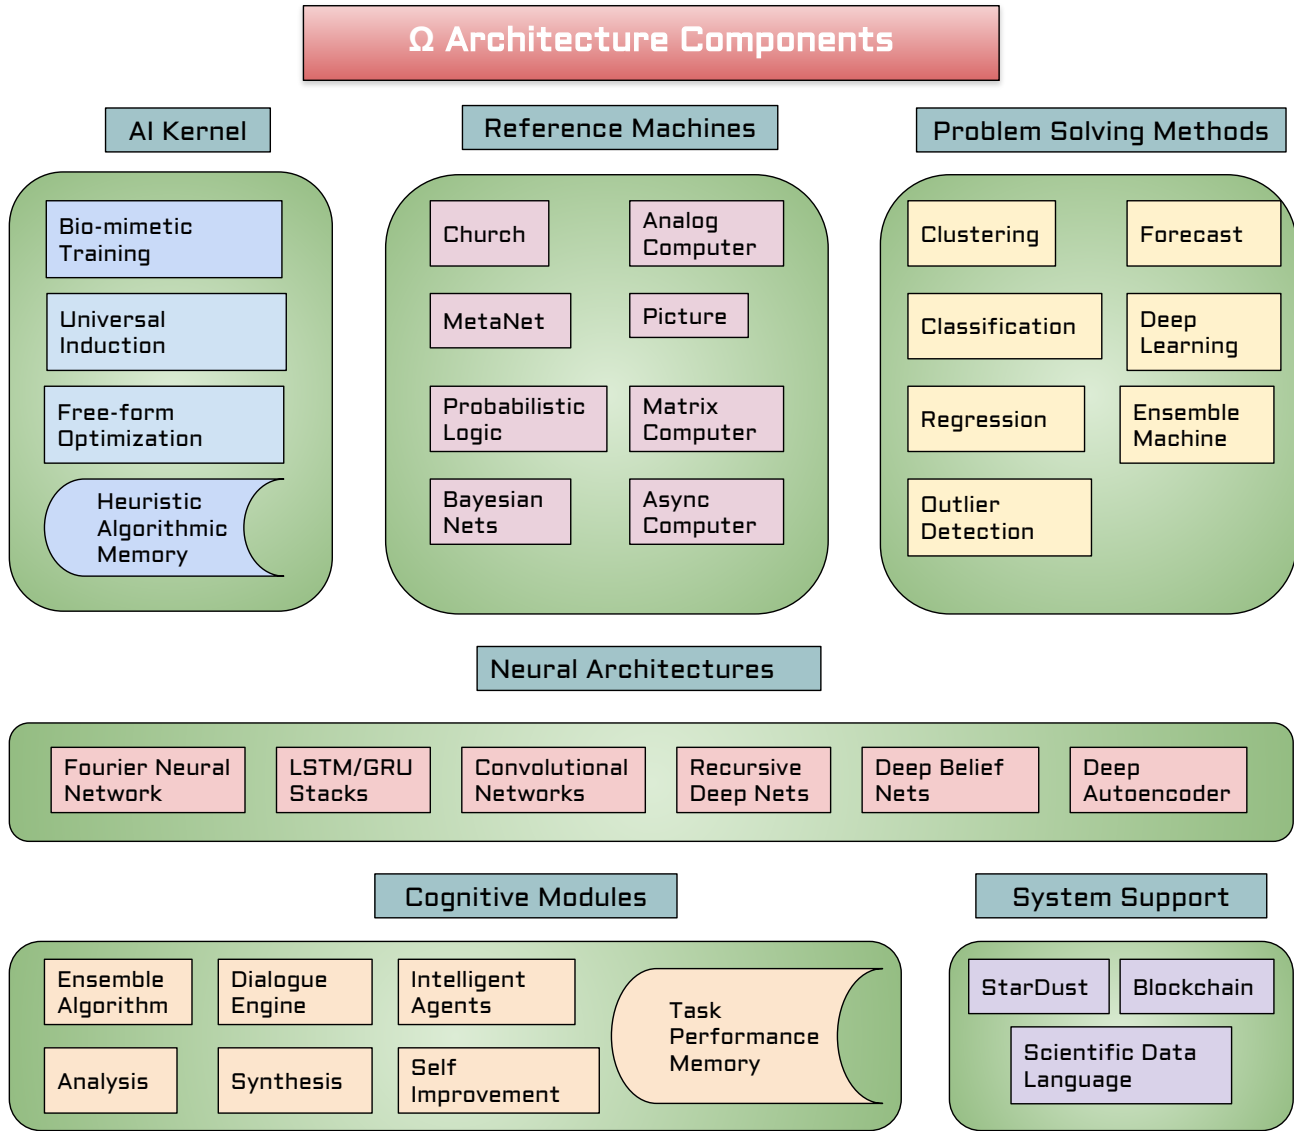 Ω Architecture Components
AI Kernel
Bio-mimetic
Training
Universal
Induction
Free-form
Optimization
Heuristic
Algorithmic
Memory
Reference Machines
Church
Analog
Computer
MetaNet
Picture
Probabilistic
Logic
Matrix
Computer
Bayesian
Nets
Async
Computer
Problem Solving Methods
Clustering
Forecast
Classification
Deep
Learning
Regression
Ensemble
Machine
Outlier
Detection
Neural Architectures
Fourier Neural
Network
LSTM/GRU
Stacks
Convolutional
Networks
Recursive
Deep Nets
Deep Belief
Nets
Deep
Autoencoder
Cognitive Modules
Ensemble
Algorithm
Dialogue
Engine
Intelligent
Agents
Analysis
Synthesis
Self
Improvement
Task
Performance
Memory
System Support
StarDust
Blockchain
Scientific Data
Language